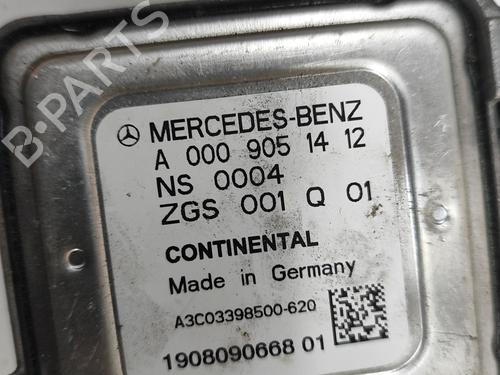 B-PARTS
MERCEDES-BENZ
A 000 905 14 12
NS 0004
ZGS 001 Q 01
CONTINENTAL
Made in Germany
A3C03398500-620
1908090668 01